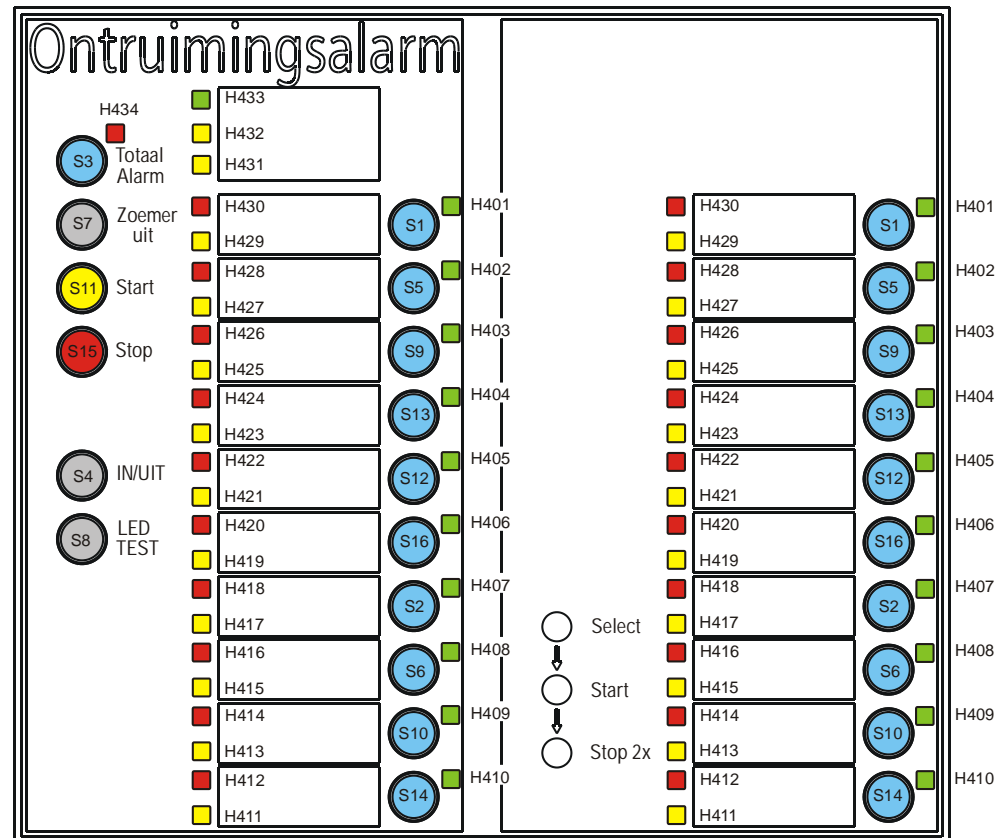 Ontruimingsalarm
H434
S3 Totaal Alarm
S7 Zoemer uit
S11 Start
S15 Stop
S4 IN/UIT
S8 LED TEST
H433
H432
H431
H430 S1 H401
H429
H428 S5 H402
H427
H426 S9 H403
H425
H424 S13 H404
H423
H422 S12 H405
H421
H420 S16 H406
H419
H418 S2 H407
H417
H416 S6 H408
H415
H414 S10 H409
H413
H412 S14 H410
H411
Select
Start
Stop 2x
H430 S1 H401
H429
H428 S5 H402
H427
H426 S9 H403
H425
H424 S13 H404
H423
H422 S12 H405
H421
H420 S16 H406
H419
H418 S2 H407
H417
H416 S6 H408
H415
H414 S10 H409
H413
H412 S14 H410
H411